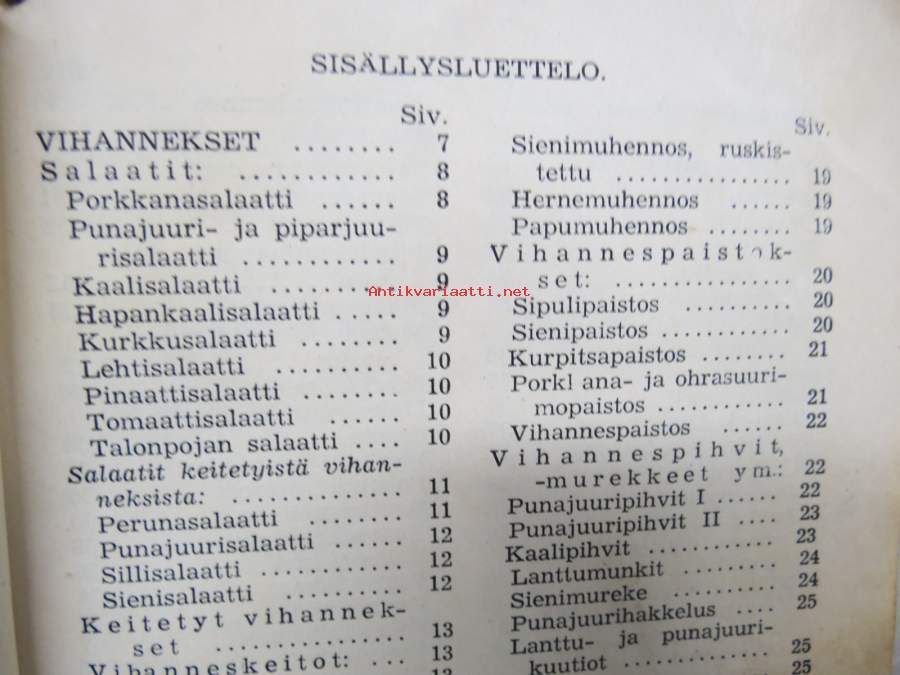 SISÄLLYSLUETTELO.
Siv.
VIHANNEKSET ........ 7
Salaatit: ............ 8
Porkkanasalaatti ...... 8
Punajuuri- ja piparjuu-
risalaatti ............ 9
Kaalisalaatti .......... 9
Hapankaalisalaatti ..... 9
Kurkkusalaatti ........ 9
Lehtisalaatti .......... 10
Pinaattisalaatti ........ 10
Tomaattisalaatti ...... 10
Talonpojan salaatti .... 10
Salaatit keitetyistä vihan-
neksista: .............. 11
Perunasalaatti ........ 11
Punajuurisalaatti ...... 12
Sillisalaatti ............ 12
Sienisalaatti .......... 12
Keitetyt vihannek-
set ................ 13
Vihanneskeitot: ... 13
Siv.
Sienimuhennos, ruskis-
tettu ................ 19
Hernemuhennos ...... 19
Papumuhennos ........ 19
Vihannespaistok-
set: ................ 20
Sipulipaistos .......... 20
Sienipaistos ............ 20
Kurpitsapaistos ........ 21
Porkkana- ja ohrasuuri-
mopaistos ............ 21
Vihannespaistos ...... 22
Vihannespihvit,
-murekkeet ym.: 22
Punajuuripihvit I ...... 22
Punajuuripihvit II .... 23
Kaalipihvit ............ 23
Lanttumunkit ......... 24
Sienimureke .......... 24
Punajuurihakkelus .... 25
Lanttu- ja punajuuri-
kuutiot .............. 25
25
Antikvariaatti.net